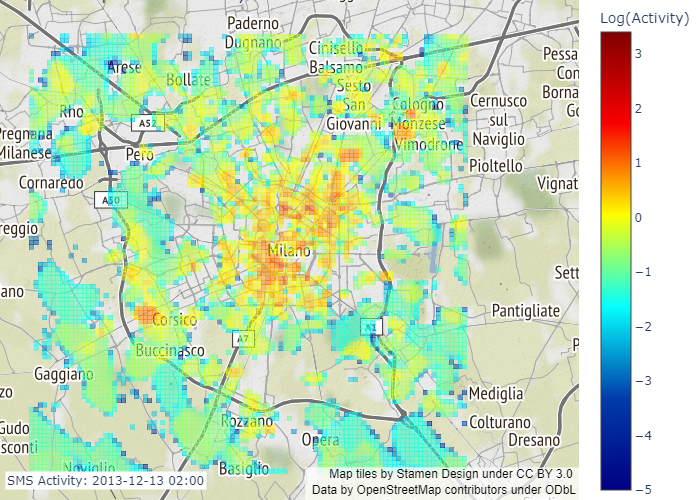 Log(Activity)
Paderno
Dugnano
Cinisello
Balsamo
Arese
Bollate
Sesto
San
Giovanni
Rho
A52
Cologno
Monzese
Vimodrone
Cernusco
sul
Naviglio
Pessa
Con
Borna
Go
Pregnana
Milanese
Pero
Pioltello
Cornaredo
A50
Vignat
reggio
Milano
Sett
ano
Corsico
A1
Pantigliate
A7
Buccinasco
P
Gaggiano
zo
Mediglia
Gudo
sconti
Rozzano
Opera
Colturano
Dresano
Noviglio
Basiglio
SMS Activity: 2013-12-13 02:00
Map tiles by Stamen Design under CC BY 3.0
Data by OpenStreetMap contributors under ODbL
3
2
1
0
−1
−2
−3
−4
−5